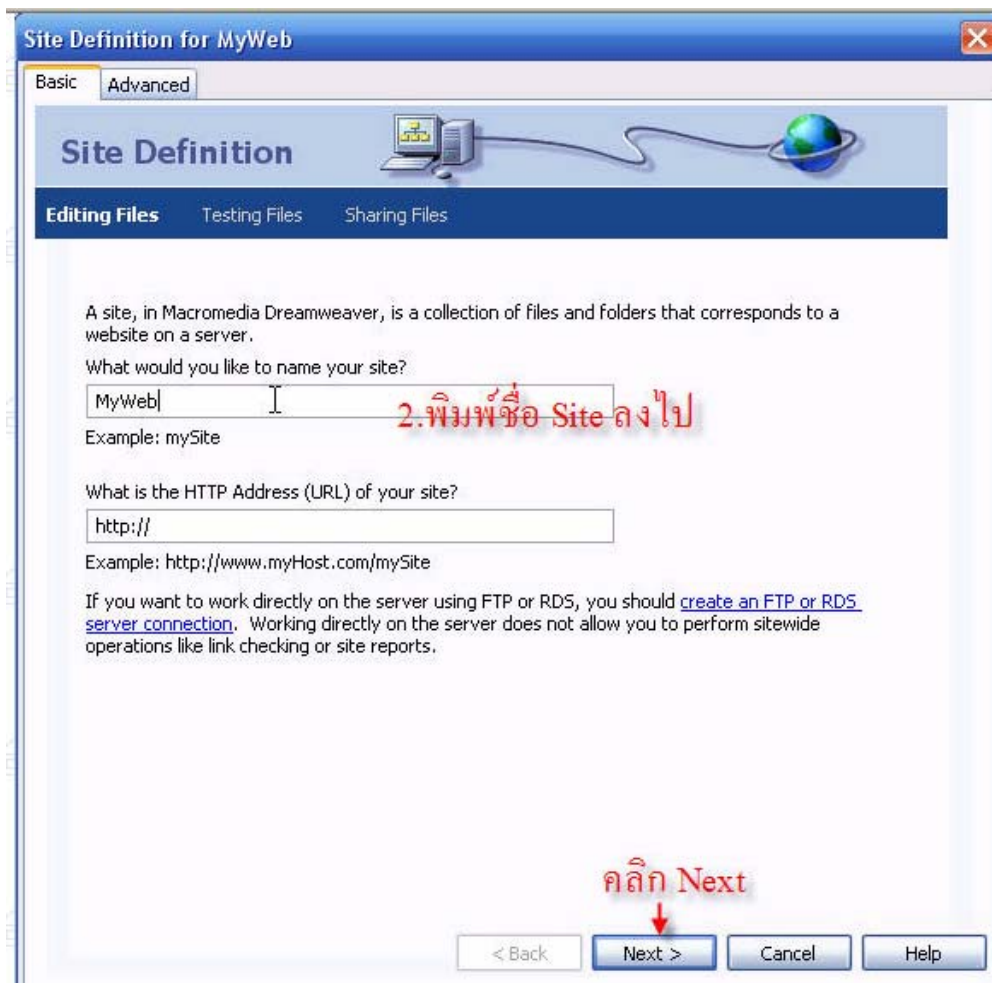 Site Definition for MyWeb
Basic
Advanced
Site Definition
Editing Files
Testing Files
Sharing Files
A site, in Macromedia Dreamweaver, is a collection of files and folders that corresponds to a
website on a server.
What would you like to name your site?
MyWeb
2.พิมพ์ชื่อ Site ลงไป
Example: mySite
What is the HTTP Address (URL) of your site?
http://
Example: http://www.myHost.com/mySite
If you want to work directly on the server using FTP or RDS, you should create an FTP or RDS
server connection. Working directly on the server does not allow you to perform sitewide
operations like link checking or site reports.
คลิก Next
< Back
Next >
Cancel
Help